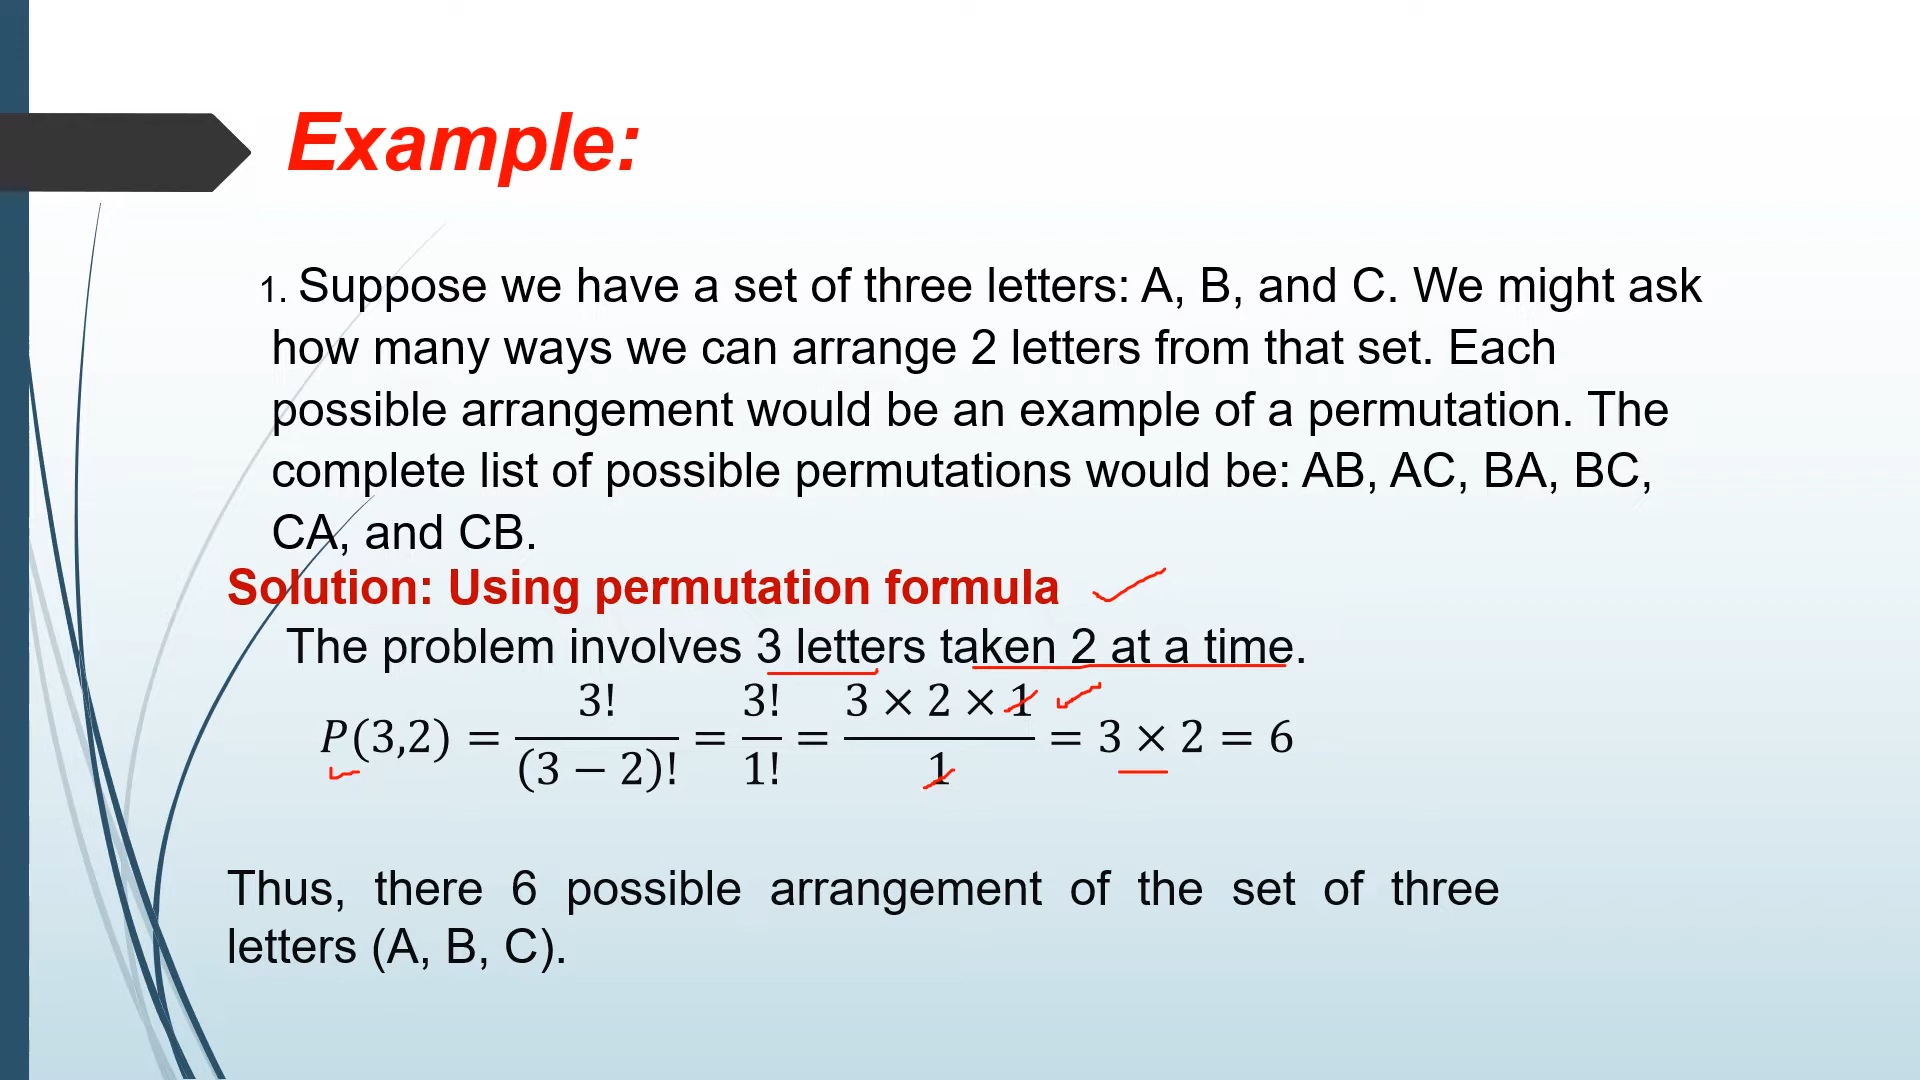 Example:
1. Suppose we have a set of three letters: A, B, and C. We might ask
how many ways we can arrange 2 letters from that set. Each
possible arrangement would be an example of a permutation. The
complete list of possible permutations would be: AB, AC, BA, BC,
CA, and CB.
Solution: Using permutation formula
The problem involves 3 letters taken 2 at a time.
P(3,2) = 3!/(3 − 2)! = 3!/1! = (3 × 2 × 1)/1 = 3 × 2 = 6
Thus, there 6 possible arrangement of the set of three
letters (A, B, C).